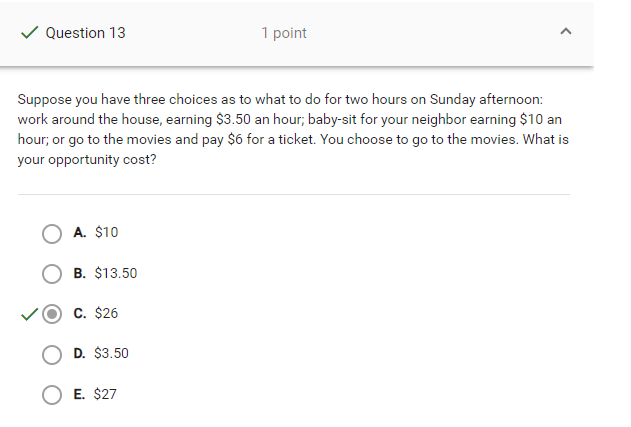 Question 13 1 point
Suppose you have three choices as to what to do for two hours on Sunday afternoon:
work around the house, earning $3.50 an hour; baby-sit for your neighbor earning $10 an
hour; or go to the movies and pay $6 for a ticket. You choose to go to the movies. What is
your opportunity cost?
A. $10
B. $13.50
C. $26
D. $3.50
E. $27